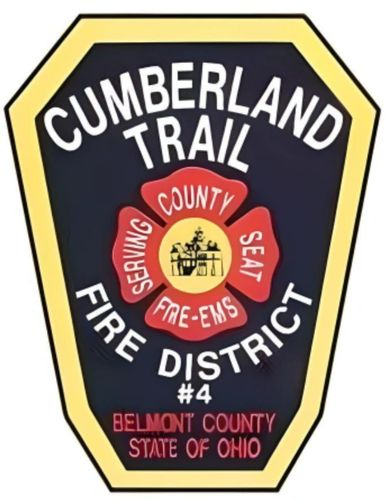 CUMBERLAND
TRAIL
COUNTY
SERVING
SEAT
FIRE-EMS
FIRE DISTRICT
#4
BELMONT COUNTY
STATE OF OHIO